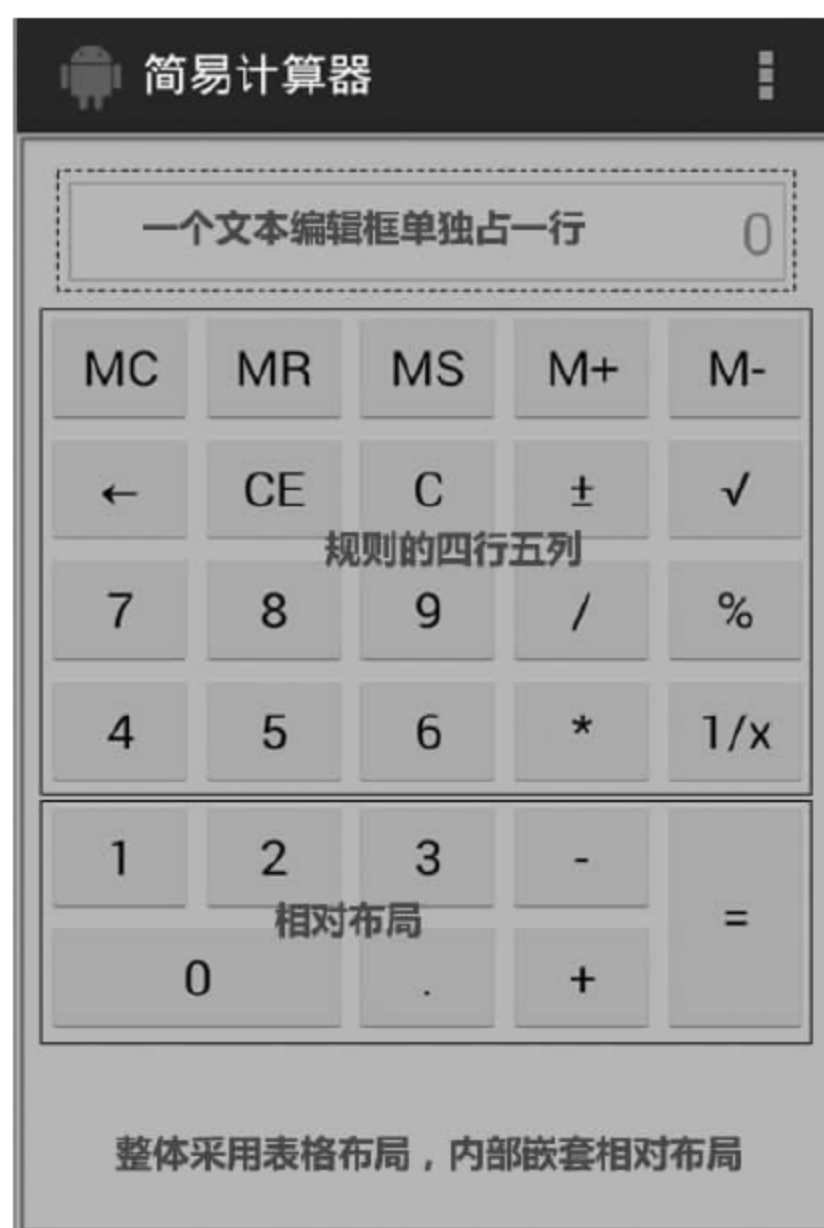 简易计算器
一个文本编辑框单独占一行 0
MC MR MS M+ M-
← CE C ± √
规则的四行五列
7 8 9 / %
4 5 6 * 1/x
1 2 3 -
相对布局 =
0 . +
整体采用表格布局，内部嵌套相对布局